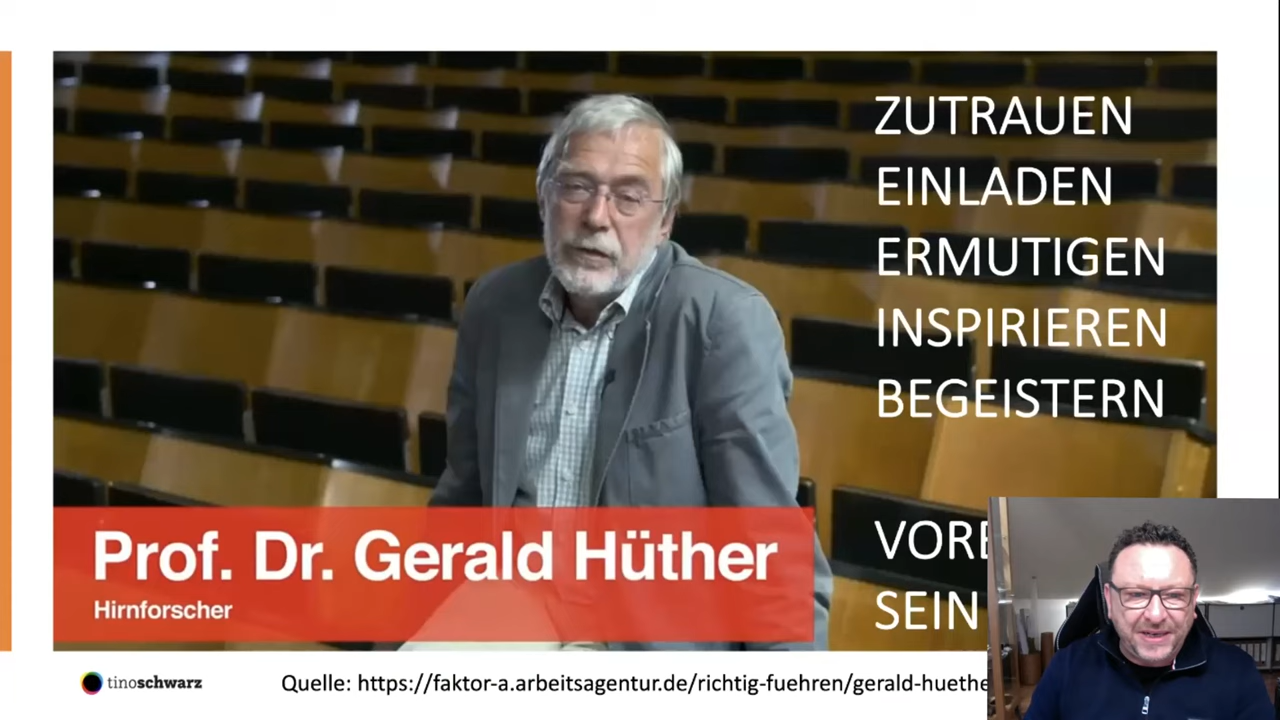 ZUTRAUEN
EINLADEN
ERMUTIGEN
INSPIRIEREN
BEGEISTERN
SEIN
Prof. Dr. Gerald Hüther
Hirnforscher
tinoschwarz
Quelle: https://faktor-a.arbeitsagentur.de/richtig-fuehren/gerald-huethe